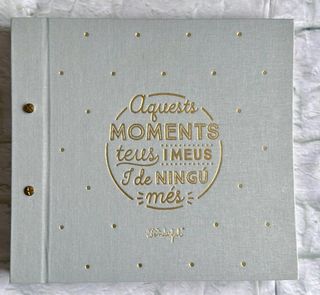 Aquests
MOMENTS
teus I MEUS
I de NINGÚ
més